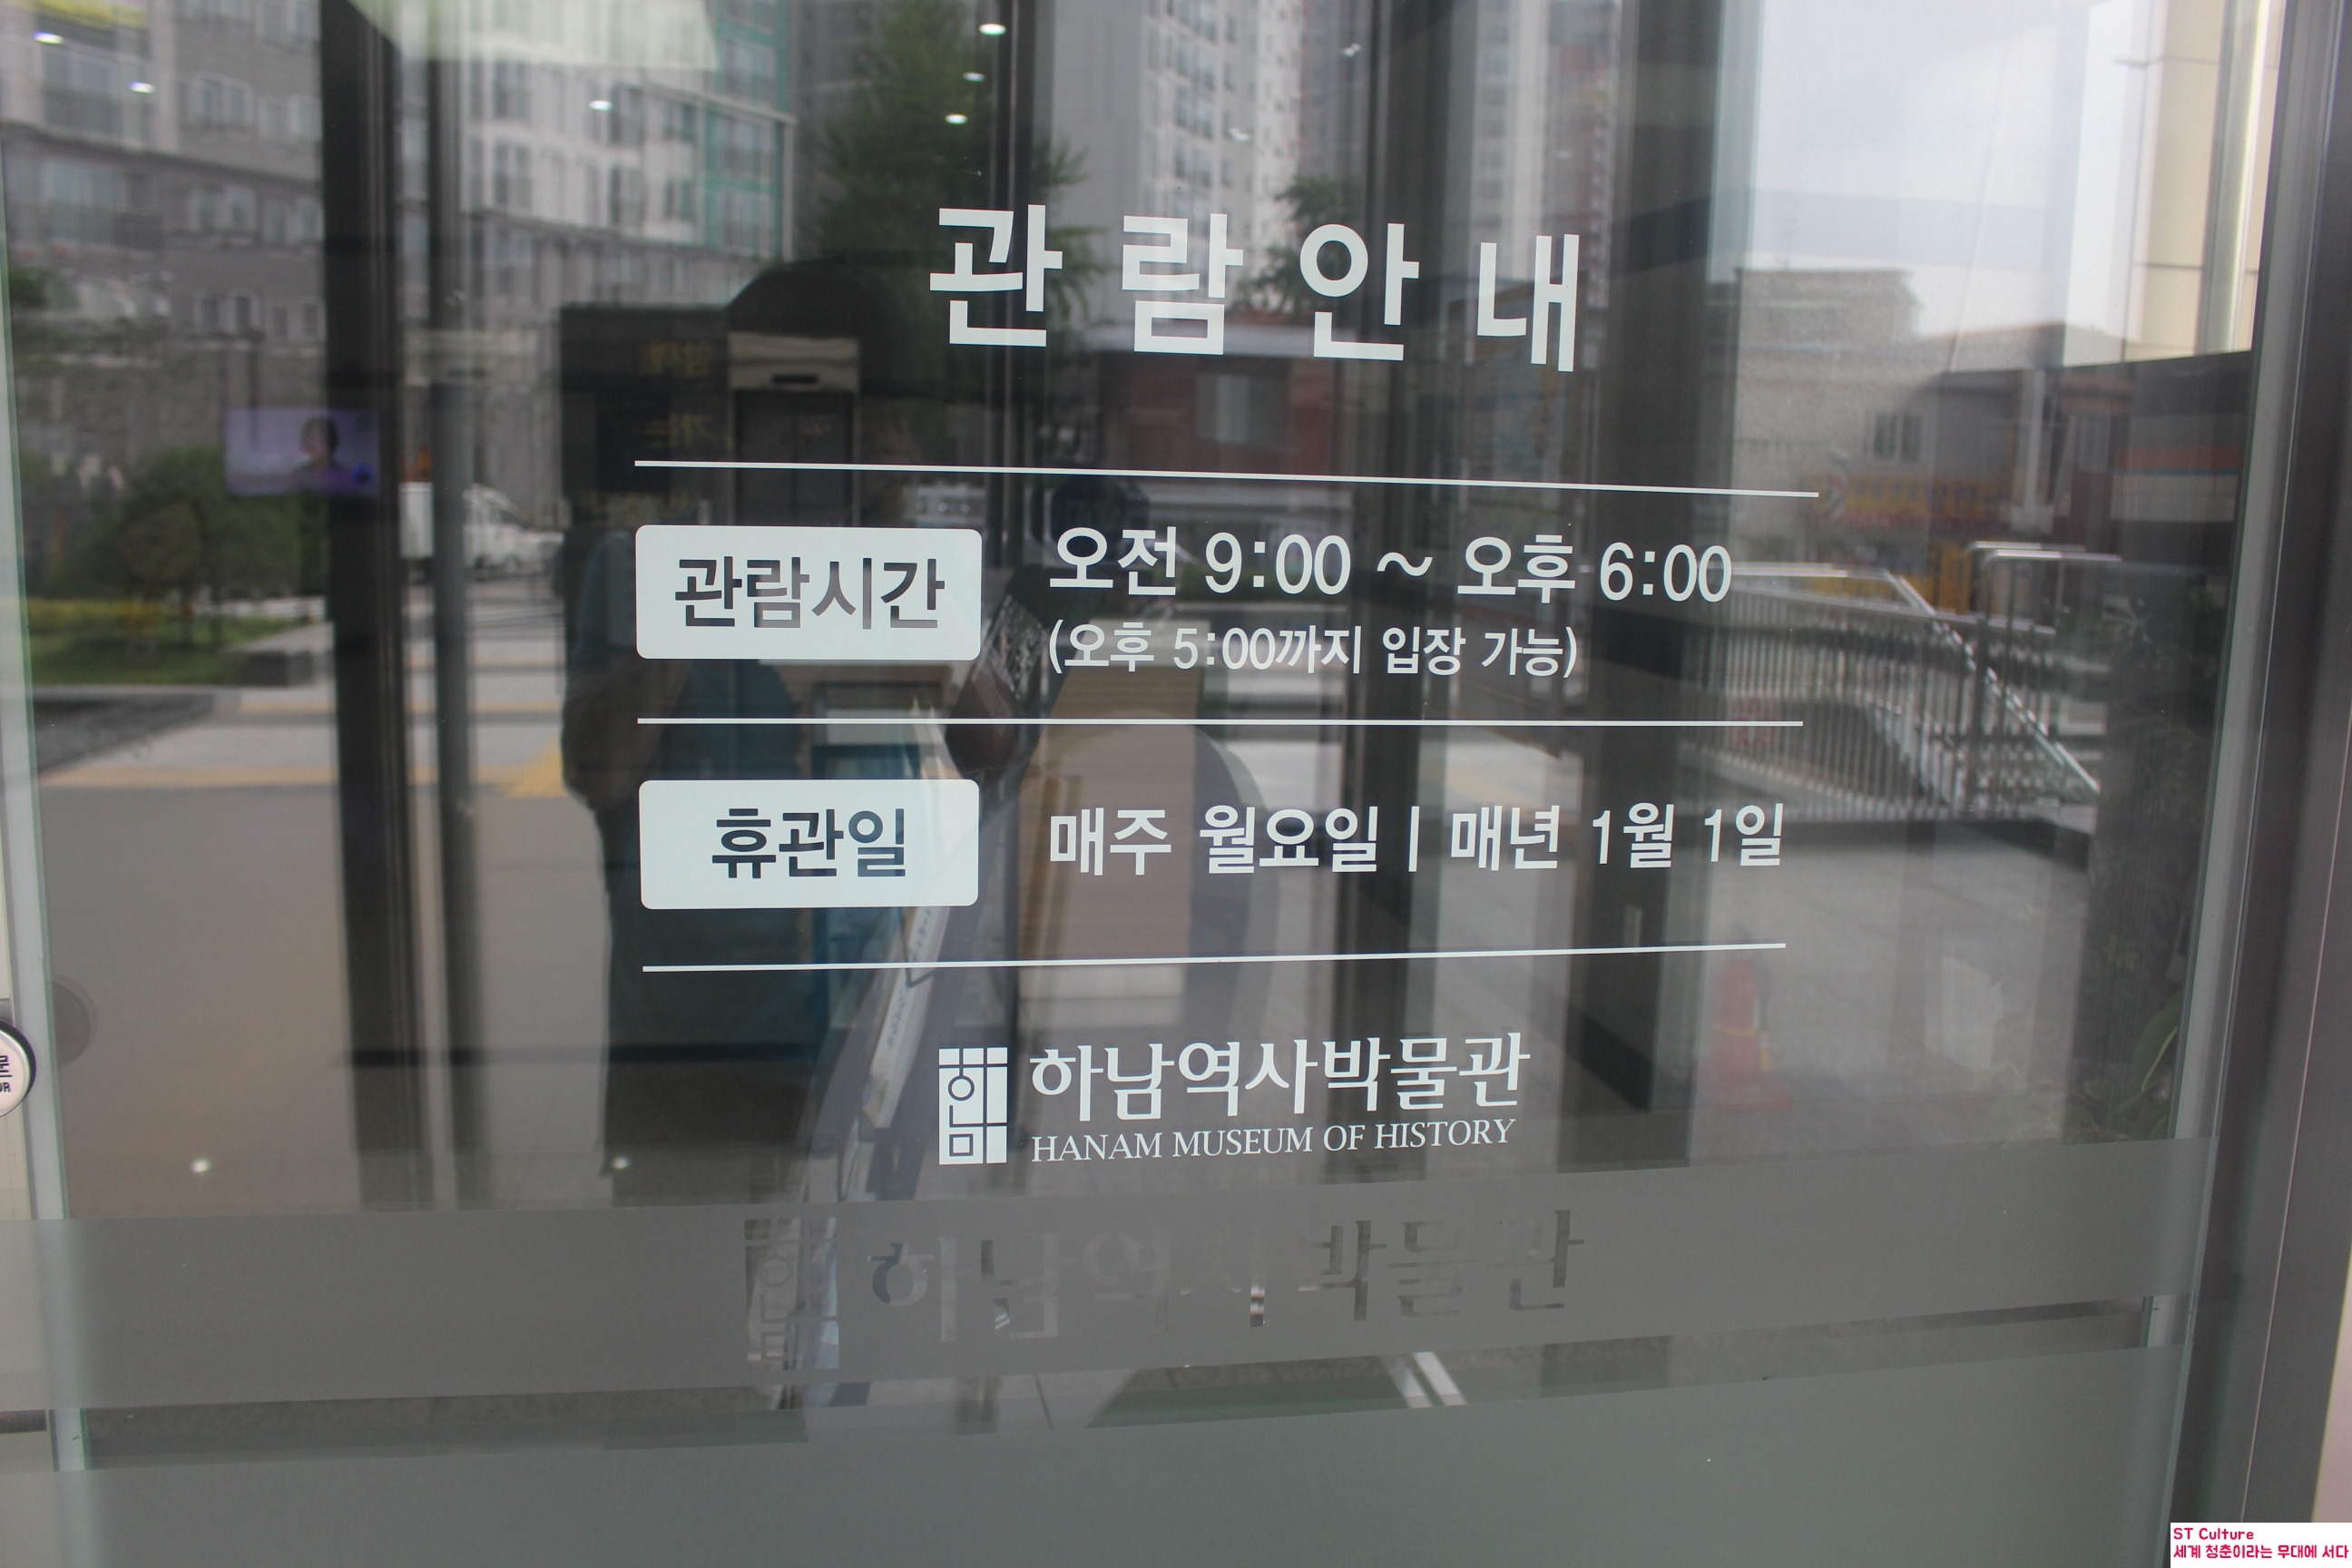 관람안내
관람시간
오전 9:00 ~ 오후 6:00
(오후 5:00까지 입장 가능)
휴관일
매주 월요일 | 매년 1월 1일
하남역사박물관
HANAM MUSEUM OF HISTORY
하남역사박물관
ST Culture
세계 청춘이라는 무대에 서다